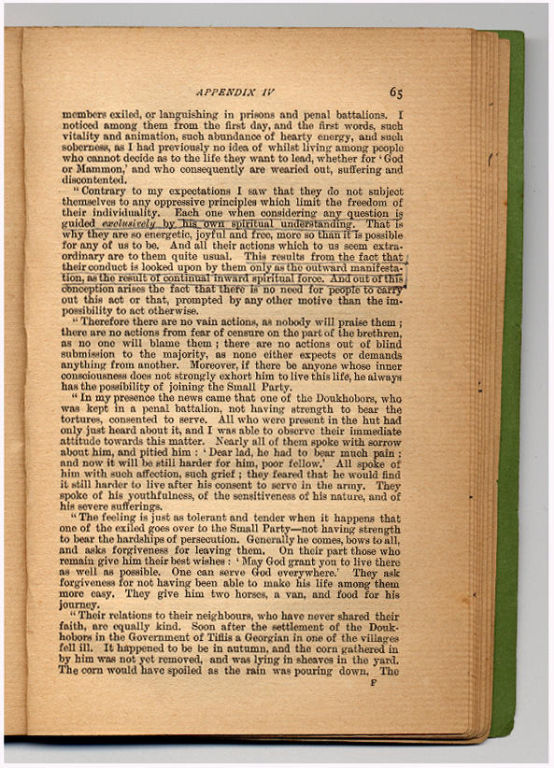 APPENDIX IV 65
members exiled, or languishing in prisons and penal battalions. I
noticed among them from the first day, and the first words, such
vitality and animation, such abundance of hearty energy, and such
soberness, as I had previously no idea of whilst living among people
who cannot decide as to the life they want to lead, whether for ‘God
or Mammon,’ and who consequently are wearied out, suffering and
discontented.
“Contrary to my expectations I saw that they do not subject
themselves to any oppressive principles which limit the freedom of
their individuality. Each one when considering any question is
guided exclusively by his own spiritual understanding. That is
why they are so energetic, joyful and free, more so than it is possible
for any of us to be. And all their actions which to us seem extra-
ordinary are to them quite usual. This results from the fact that
their conduct is looked upon by them only as the outward manifesta-
tion, as the result of continual inward spiritual force. And out of this
conception arises the fact that there is no need for people to carry
out this act or that, prompted by any other motive than the im-
possibility to act otherwise.
“Therefore there are no vain actions, as nobody will praise them ;
there are no actions from fear of censure on the part of the brethren,
as no one will blame them ; there are no actions out of blind
submission to the majority, as none either expects or demands
anything from another. Moreover, if there be anyone whose inner
consciousness does not strongly exhort him to live this life, he always
has the possibility of joining the Small Party.
“In my presence the news came that one of the Doukhobors, who
was kept in a penal battalion, not having strength to bear the
tortures, consented to serve. All who were present in the hut had
only just heard about it, and I was able to observe their immediate
attitude towards this matter. Nearly all of them spoke with sorrow
about him, and pitied him : ‘Dear lad, he had to bear much pain ;
and now it will be still harder for him, poor fellow.’ All spoke of
him with such affection, such grief ; they feared that he would find
it still harder to live after his consent to serve in the army. They
spoke of his youthfulness, of the sensitiveness of his nature, and of
his severe sufferings.
“The feeling is just as tolerant and tender when it happens that
one of the exiled goes over to the Small Party—not having strength
to bear the hardships of persecution. Generally he comes, bows to all,
and asks forgiveness for leaving them. On their part those who
remain give him their best wishes : ‘May God grant you to live there
as well as possible. One can serve God everywhere.’ They ask
forgiveness for not having been able to make his life among them
more easy. They give him two horses, a van, and food for his
journey.
“Their relations to their neighbours, who have never shared their
faith, are equally kind. Soon after the settlement of the Douk-
hobors in the Government of Tiflis a Georgian in one of the villages
fell ill. It happened to be be in autumn, and the corn gathered in
by him was not yet removed, and was lying in sheaves in the yard.
The corn would have spoiled as the rain was pouring down. The
F